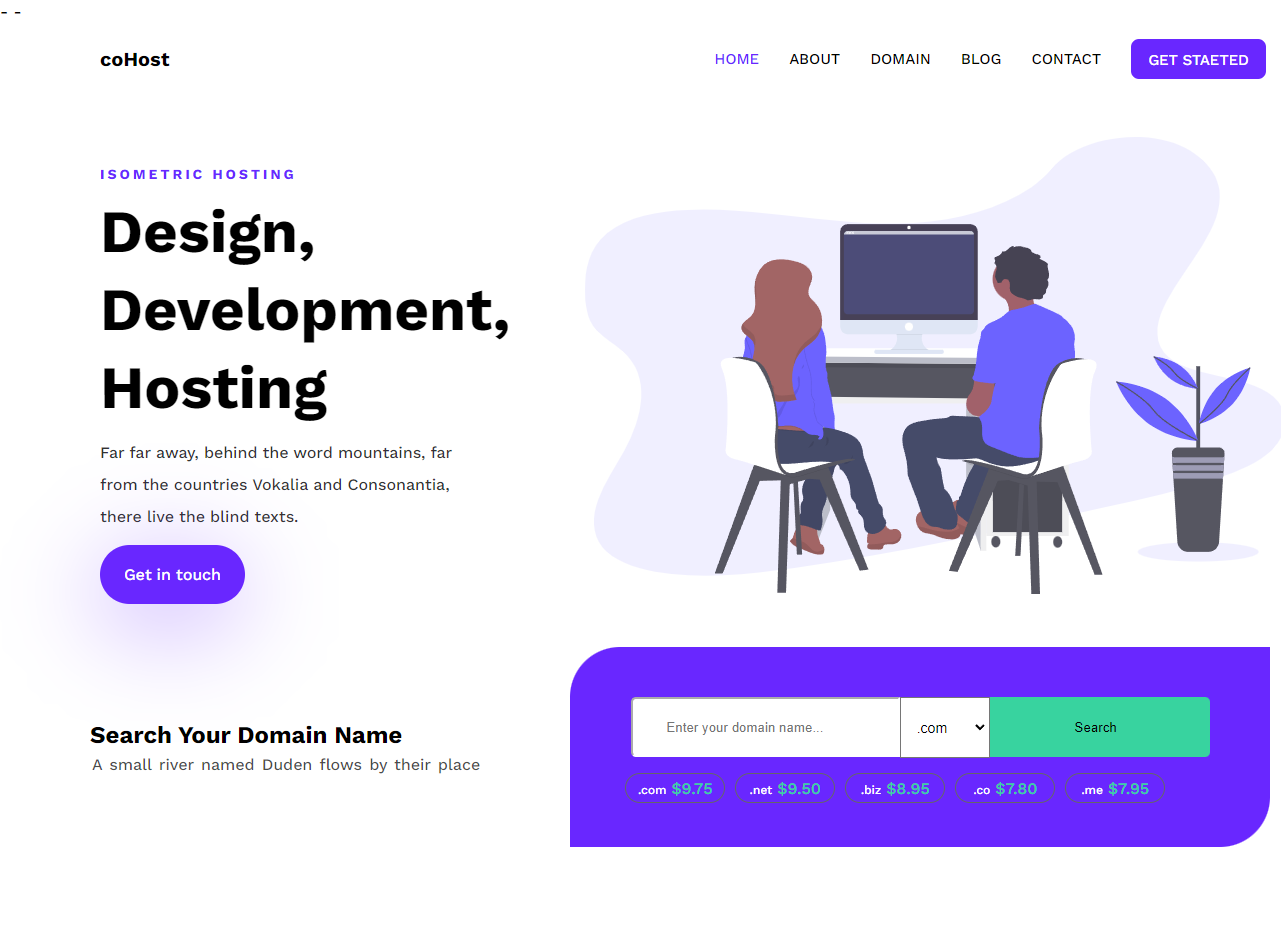 - -
coHost
HOME ABOUT DOMAIN BLOG CONTACT GET STAETED
ISOMETRIC HOSTING
Design,
Development,
Hosting
Far far away, behind the word mountains, far
from the countries Vokalia and Consonantia,
there live the blind texts.
Get in touch
Search Your Domain Name
A small river named Duden flows by their place
Enter your domain name... .com Search
.com $9.75 .net $9.50 .biz $8.95 .co $7.80 .me $7.95